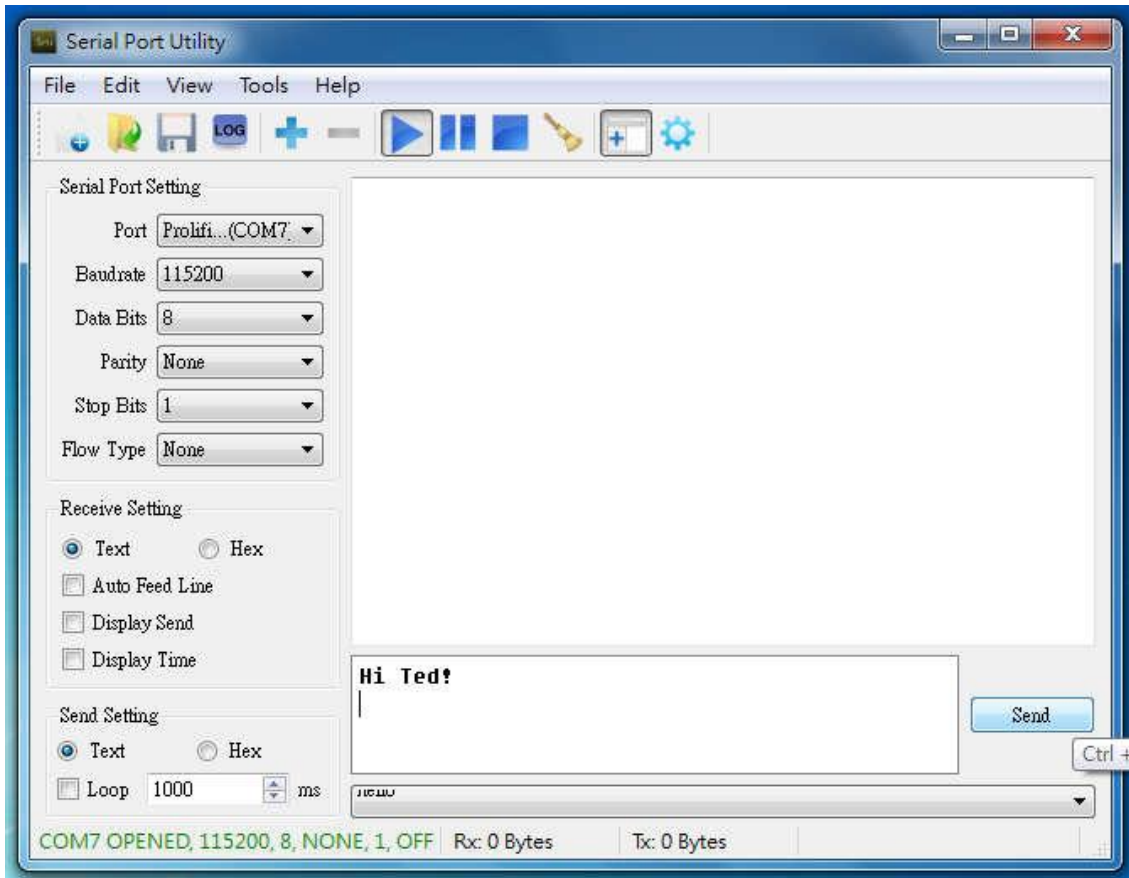 Serial Port Utility
File Edit View Tools Help
LOG
Serial Port Setting
Port Prolifi...(COM7)
Baudrate 115200
Data Bits 8
Parity None
Stop Bits 1
Flow Type None
Receive Setting
Text Hex
Auto Feed Line
Display Send
Display Time
Hi Ted!
Send Setting
Send
Text Hex
Ctrl +
Loop 1000 ms
COM7 OPENED, 115200, 8, NONE, 1, OFF Rx: 0 Bytes Tx: 0 Bytes